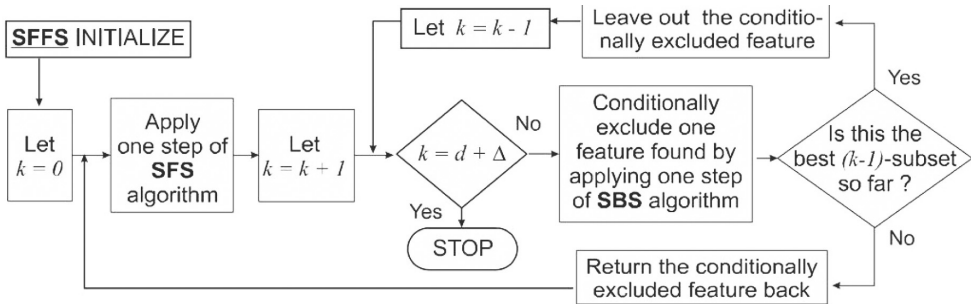 SFFS INITIALIZE
Let
k = 0
Apply
one step of
SFS
algorithm
Let
k = k + 1
Let k = k - 1
k = d + Δ
No
Yes
STOP
Conditionally
exclude one
feature found by
applying one step
of SBS algorithm
Leave out the conditio-
nally excluded feature
Yes
Is this the
best (k-1)-subset
so far ?
No
Return the conditionally
excluded feature back